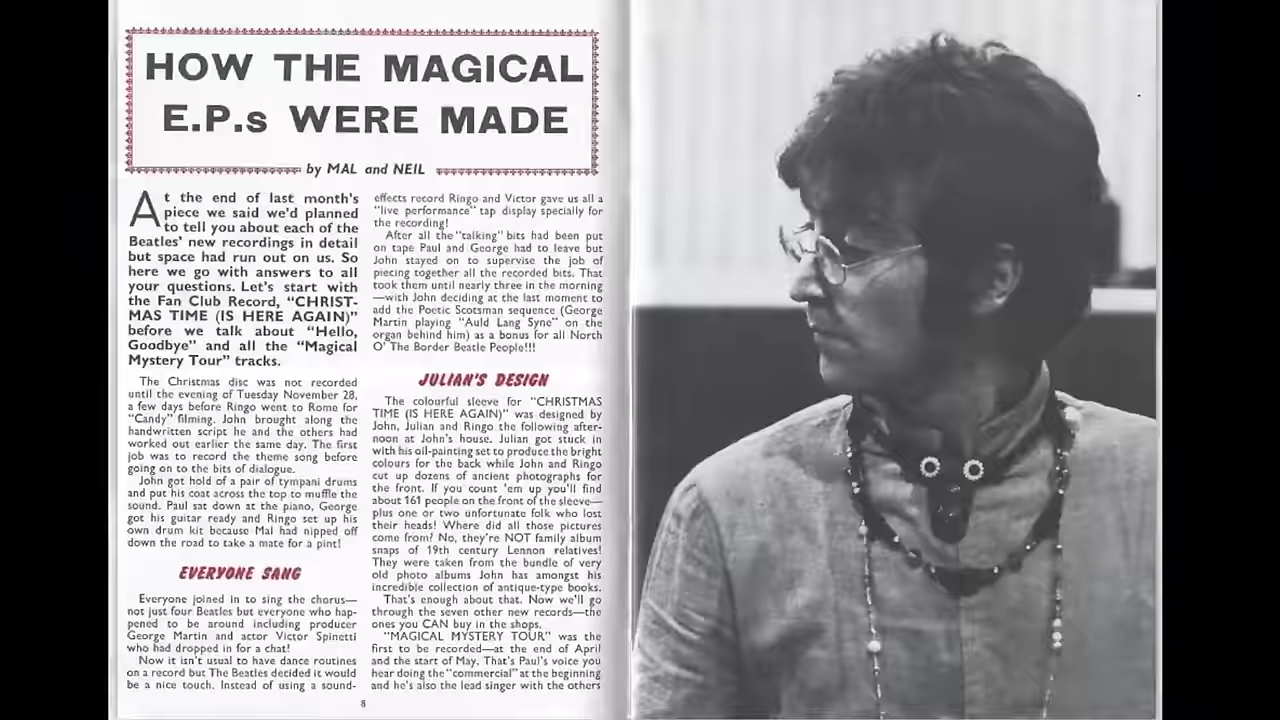 HOW THE MAGICAL
E.P.s WERE MADE
by MAL and NEIL
At the end of last month's
piece we said we'd planned
to tell you about each of the
Beatles' new recordings in detail
but space had run out on us. So
here we go with answers to all
your questions. Let's start with
the Fan Club Record, "CHRIST-
MAS TIME (IS HERE AGAIN)"
before we talk about "Hello,
Goodbye" and all the "Magical
Mystery Tour" tracks.
The Christmas disc was not recorded
until the evening of Tuesday November 28,
a few days before Ringo went to Rome for
"Candy" filming. John brought along the
handwritten script he and the others had
worked out earlier the same day. The first
job was to record the theme song before
going on to the bits of dialogue.
John got hold of a pair of tympani drums
and put his coat across the top to muffle the
sound. Paul sat down at the piano, George
got his guitar ready and Ringo set up his
own drum kit because Mal had nipped off
down the road to take a mate for a pint!
EVERYONE SANG
Everyone joined in to sing the chorus—
not just four Beatles but everyone who hap-
pened to be around including producer
George Martin and actor Victor Spinetti
who had dropped in for a chat!
Now it isn't usual to have dance routines
on a record but The Beatles decided it would
be a nice touch. Instead of using a sound-
effects record Ringo and Victor gave us all a
"live performance" tap display specially for
the recording!
After all the "talking" bits had been put
on tape Paul and George had to leave but
John stayed on to supervise the job of
piecing together all the recorded bits. That
took them until nearly three in the morning
—with John deciding at the last moment to
add the Poetic Scotsman sequence (George
Martin playing "Auld Lang Syne" on the
organ behind him) as a bonus for all North
O' The Border Beatle People!!!
JULIAN'S DESIGN
The colourful sleeve for "CHRISTMAS
TIME (IS HERE AGAIN)" was designed by
John, Julian and Ringo the following after-
noon at John's house. Julian got stuck in
with his oil-painting set to produce the bright
colours for the back while John and Ringo
cut up dozens of ancient photographs for
the front. If you count 'em up you'll find
about 161 people on the front of the sleeve—
plus one or two unfortunate folk who lost
their heads! Where did all those pictures
come from? No, they're NOT family album
snaps of 19th century Lennon relatives!
They were taken from the bundle of very
old photo albums John has amongst his
incredible collection of antique-type books.
That's enough about that. Now we'll go
through the seven other new records—the
ones you CAN buy in the shops.
"MAGICAL MYSTERY TOUR" was the
first to be recorded—at the end of April
and the start of May. That's Paul's voice you
hear doing the "commercial" at the beginning
and he's also the lead singer with the others
8